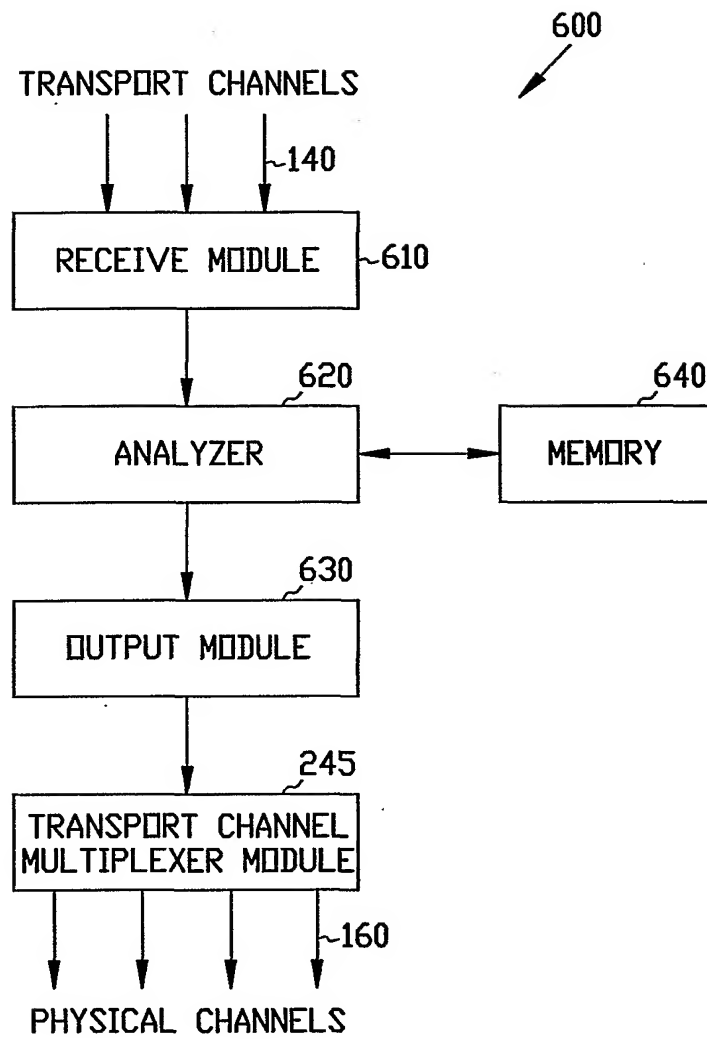 600
TRANSPORT CHANNELS
140
RECEIVE MODULE
610
620
640
ANALYZER
MEMORY
630
OUTPUT MODULE
245
TRANSPORT CHANNEL
MULTIPLEXER MODULE
160
PHYSICAL CHANNELS